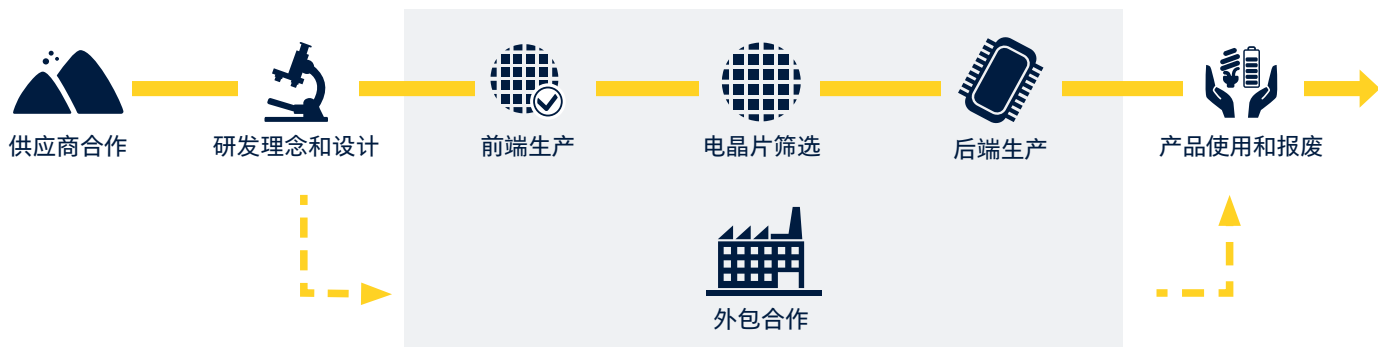 供应商合作
研发理念和设计
前端生产
电晶片筛选
后端生产
产品使用和报废
外包合作